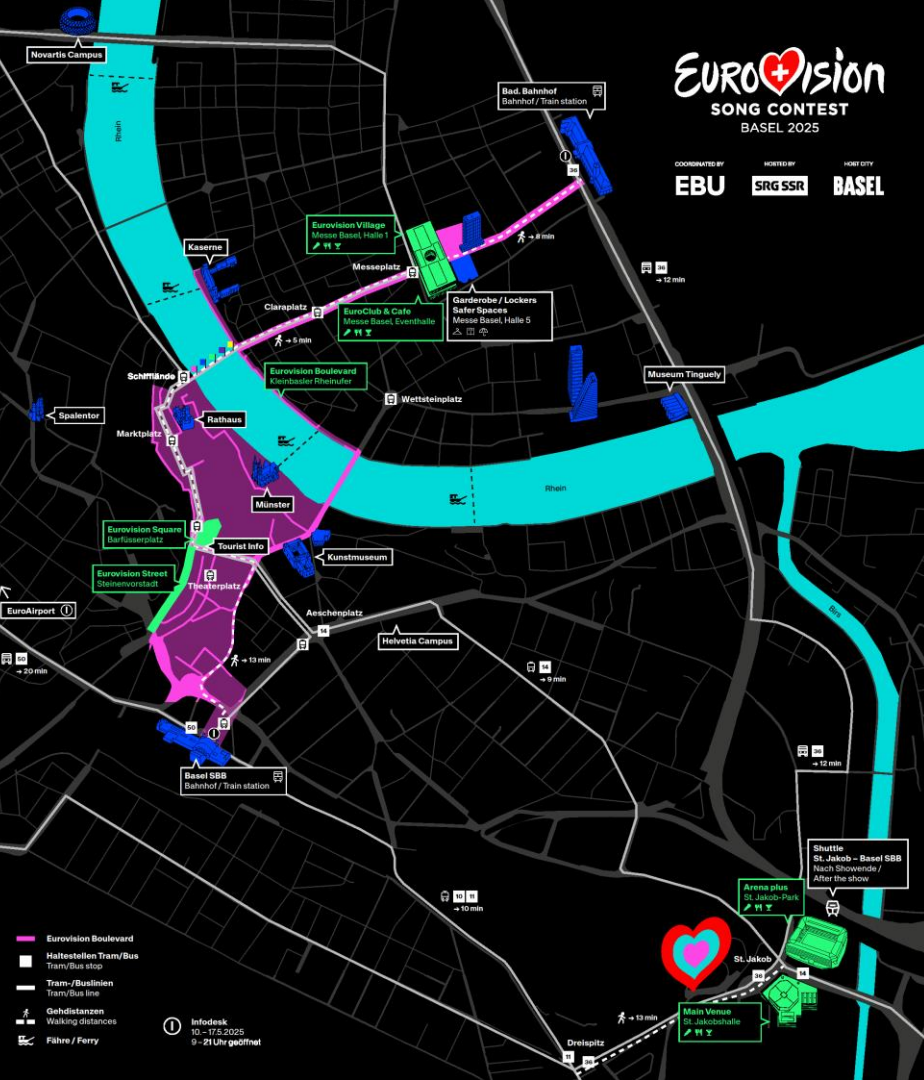 Novartis Campus
Rhein
EUROVISION
SONG CONTEST
BASEL 2025
COORDINATED BY
EBU
HOSTED BY
SRG SSR
HOST CITY
BASEL
Bad. Bahnhof
Bahnhof / Train station
36
→ 8 min
Eurovision Village
Messe Basel, Halle 1
Kaserne
Messeplatz
36
→ 12 min
Claraplatz
EuroClub & Cafe
Messe Basel, Eventhalle
Garderobe / Lockers
Safer Spaces
Messe Basel, Halle 5
→ 5 min
Schifflände
Eurovision Boulevard
Kleinbasler Rheinufer
Museum Tinguely
Wettsteinplatz
Spalentor
Rathaus
Marktplatz
Rhein
Münster
Eurovision Square
Barfüsserplatz
Tourist Info
Kunstmuseum
Eurovision Street
Steinenvorstadt
Theaterplatz
EuroAirport
Birs
Aeschenplatz
14
Helvetia Campus
50
→ 20 min
→ 13 min
14
→ 9 min
50
Basel SBB
Bahnhof / Train station
36
→ 12 min
Shuttle
St. Jakob – Basel SBB
Nach Showende /
After the show
Arena plus
St. Jakob-Park
10 11
→ 10 min
St. Jakob
36
14
Main Venue
St. Jakobshalle
→ 13 min
Dreispitz
11
36
Eurovision Boulevard
Haltestellen Tram/Bus
Tram/Bus stop
Tram-/Buslinien
Tram/Bus line
Gehdistanzen
Walking distances
Fähre / Ferry
Infodesk
10. – 17.5.2025
9 – 21 Uhr geöffnet